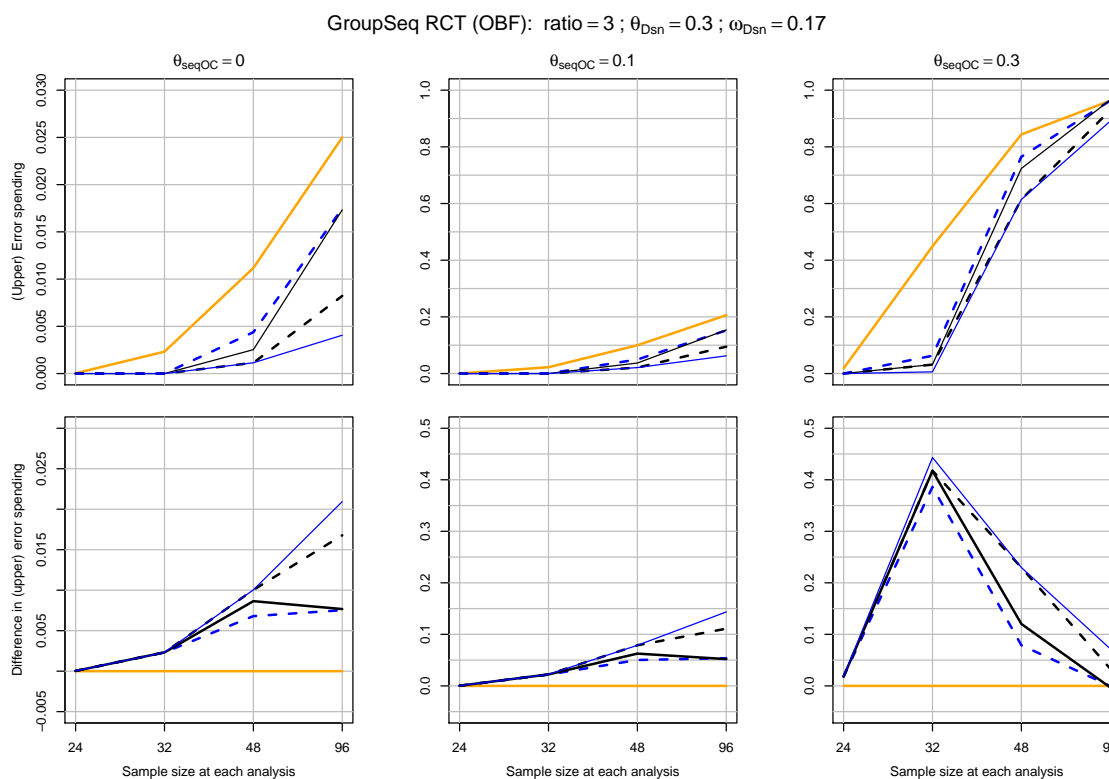 GroupSeq RCT (OBF): ratio = 3 ; θDsn = 0.3 ; ωDsn = 0.17
θseqOC = 0
θseqOC = 0.1
θseqOC = 0.3
(Upper) Error spending
0.030
0.025
0.020
0.015
0.010
0.005
0.000
1.0
0.8
0.6
0.4
0.2
0.0
1.0
0.8
0.6
0.4
0.2
0.0
Difference in (upper) error spending
0.025
0.015
0.005
−0.005
0.5
0.4
0.3
0.2
0.1
0.0
0.5
0.4
0.3
0.2
0.1
0.0
24 32 48 96
24 32 48 96
24 32 48
Sample size at each analysis
Sample size at each analysis
Sample size at each analysis